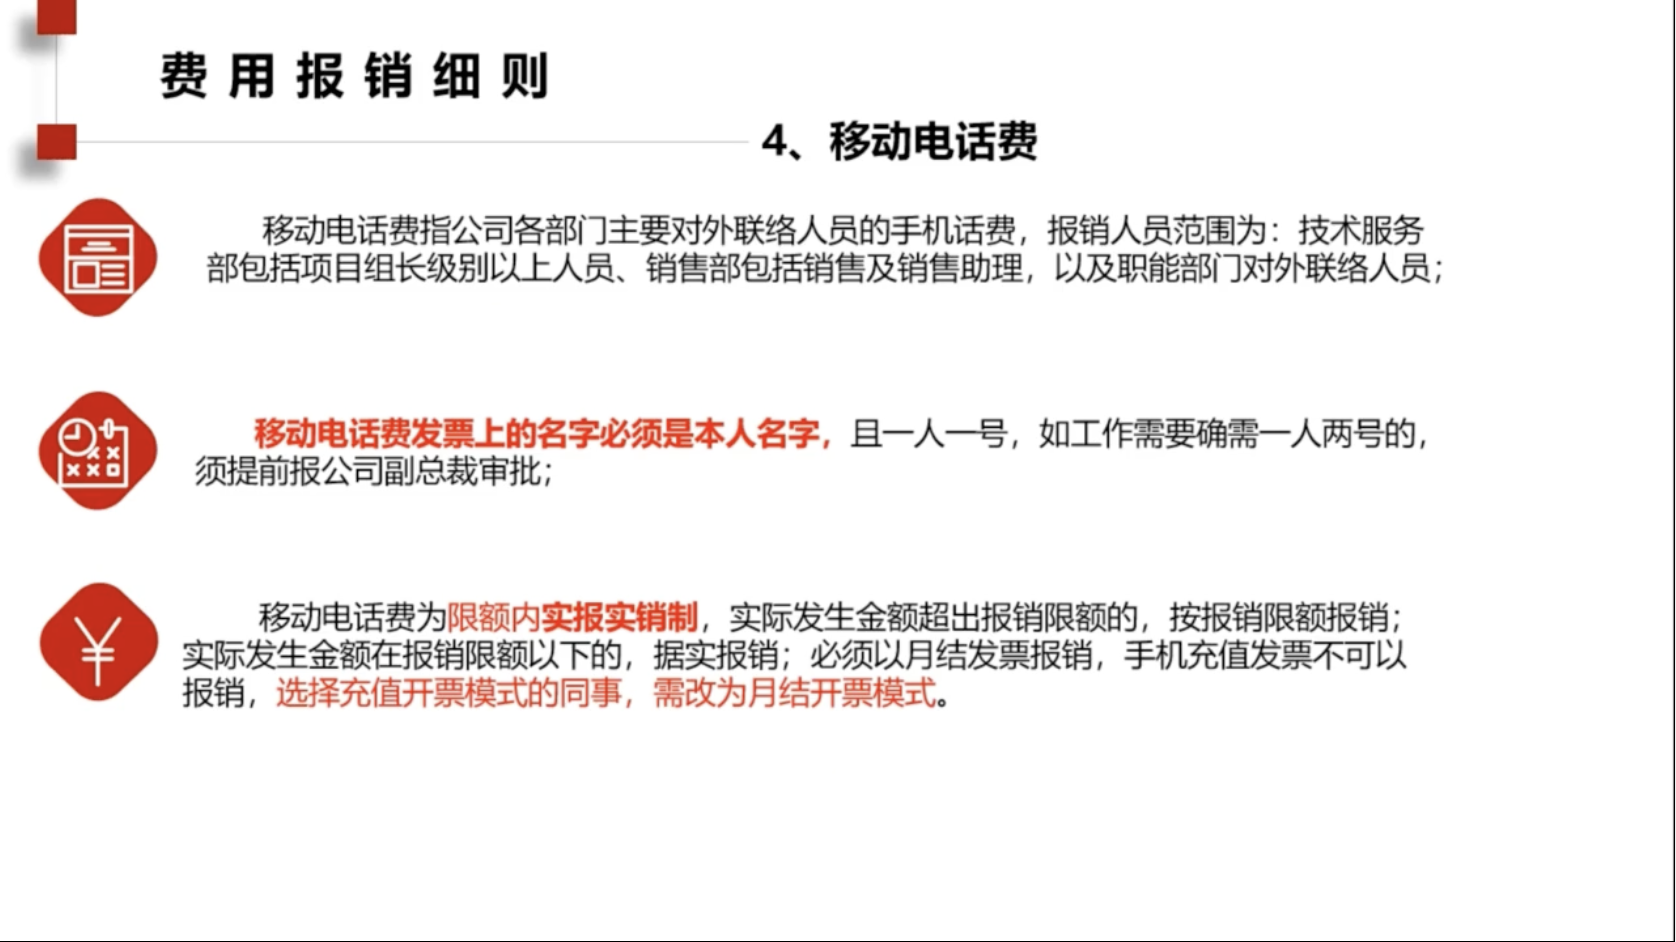 费用报销细则
4、移动电话费
移动电话费指公司各部门主要对外联络人员的手机话费，报销人员范围为：技术服务
部包括项目组长级别以上人员、销售部包括销售及销售助理，以及职能部门对外联络人员；
移动电话费发票上的名字必须是本人名字，且一人一号，如工作需要确需一人两号的，
须提前报公司副总裁审批；
移动电话费为限额内实报实销制，实际发生金额超出报销限额的，按报销限额报销；
实际发生金额在报销限额以下的，据实报销；必须以月结发票报销，手机充值发票不可以
报销，选择充值开票模式的同事，需改为月结开票模式。